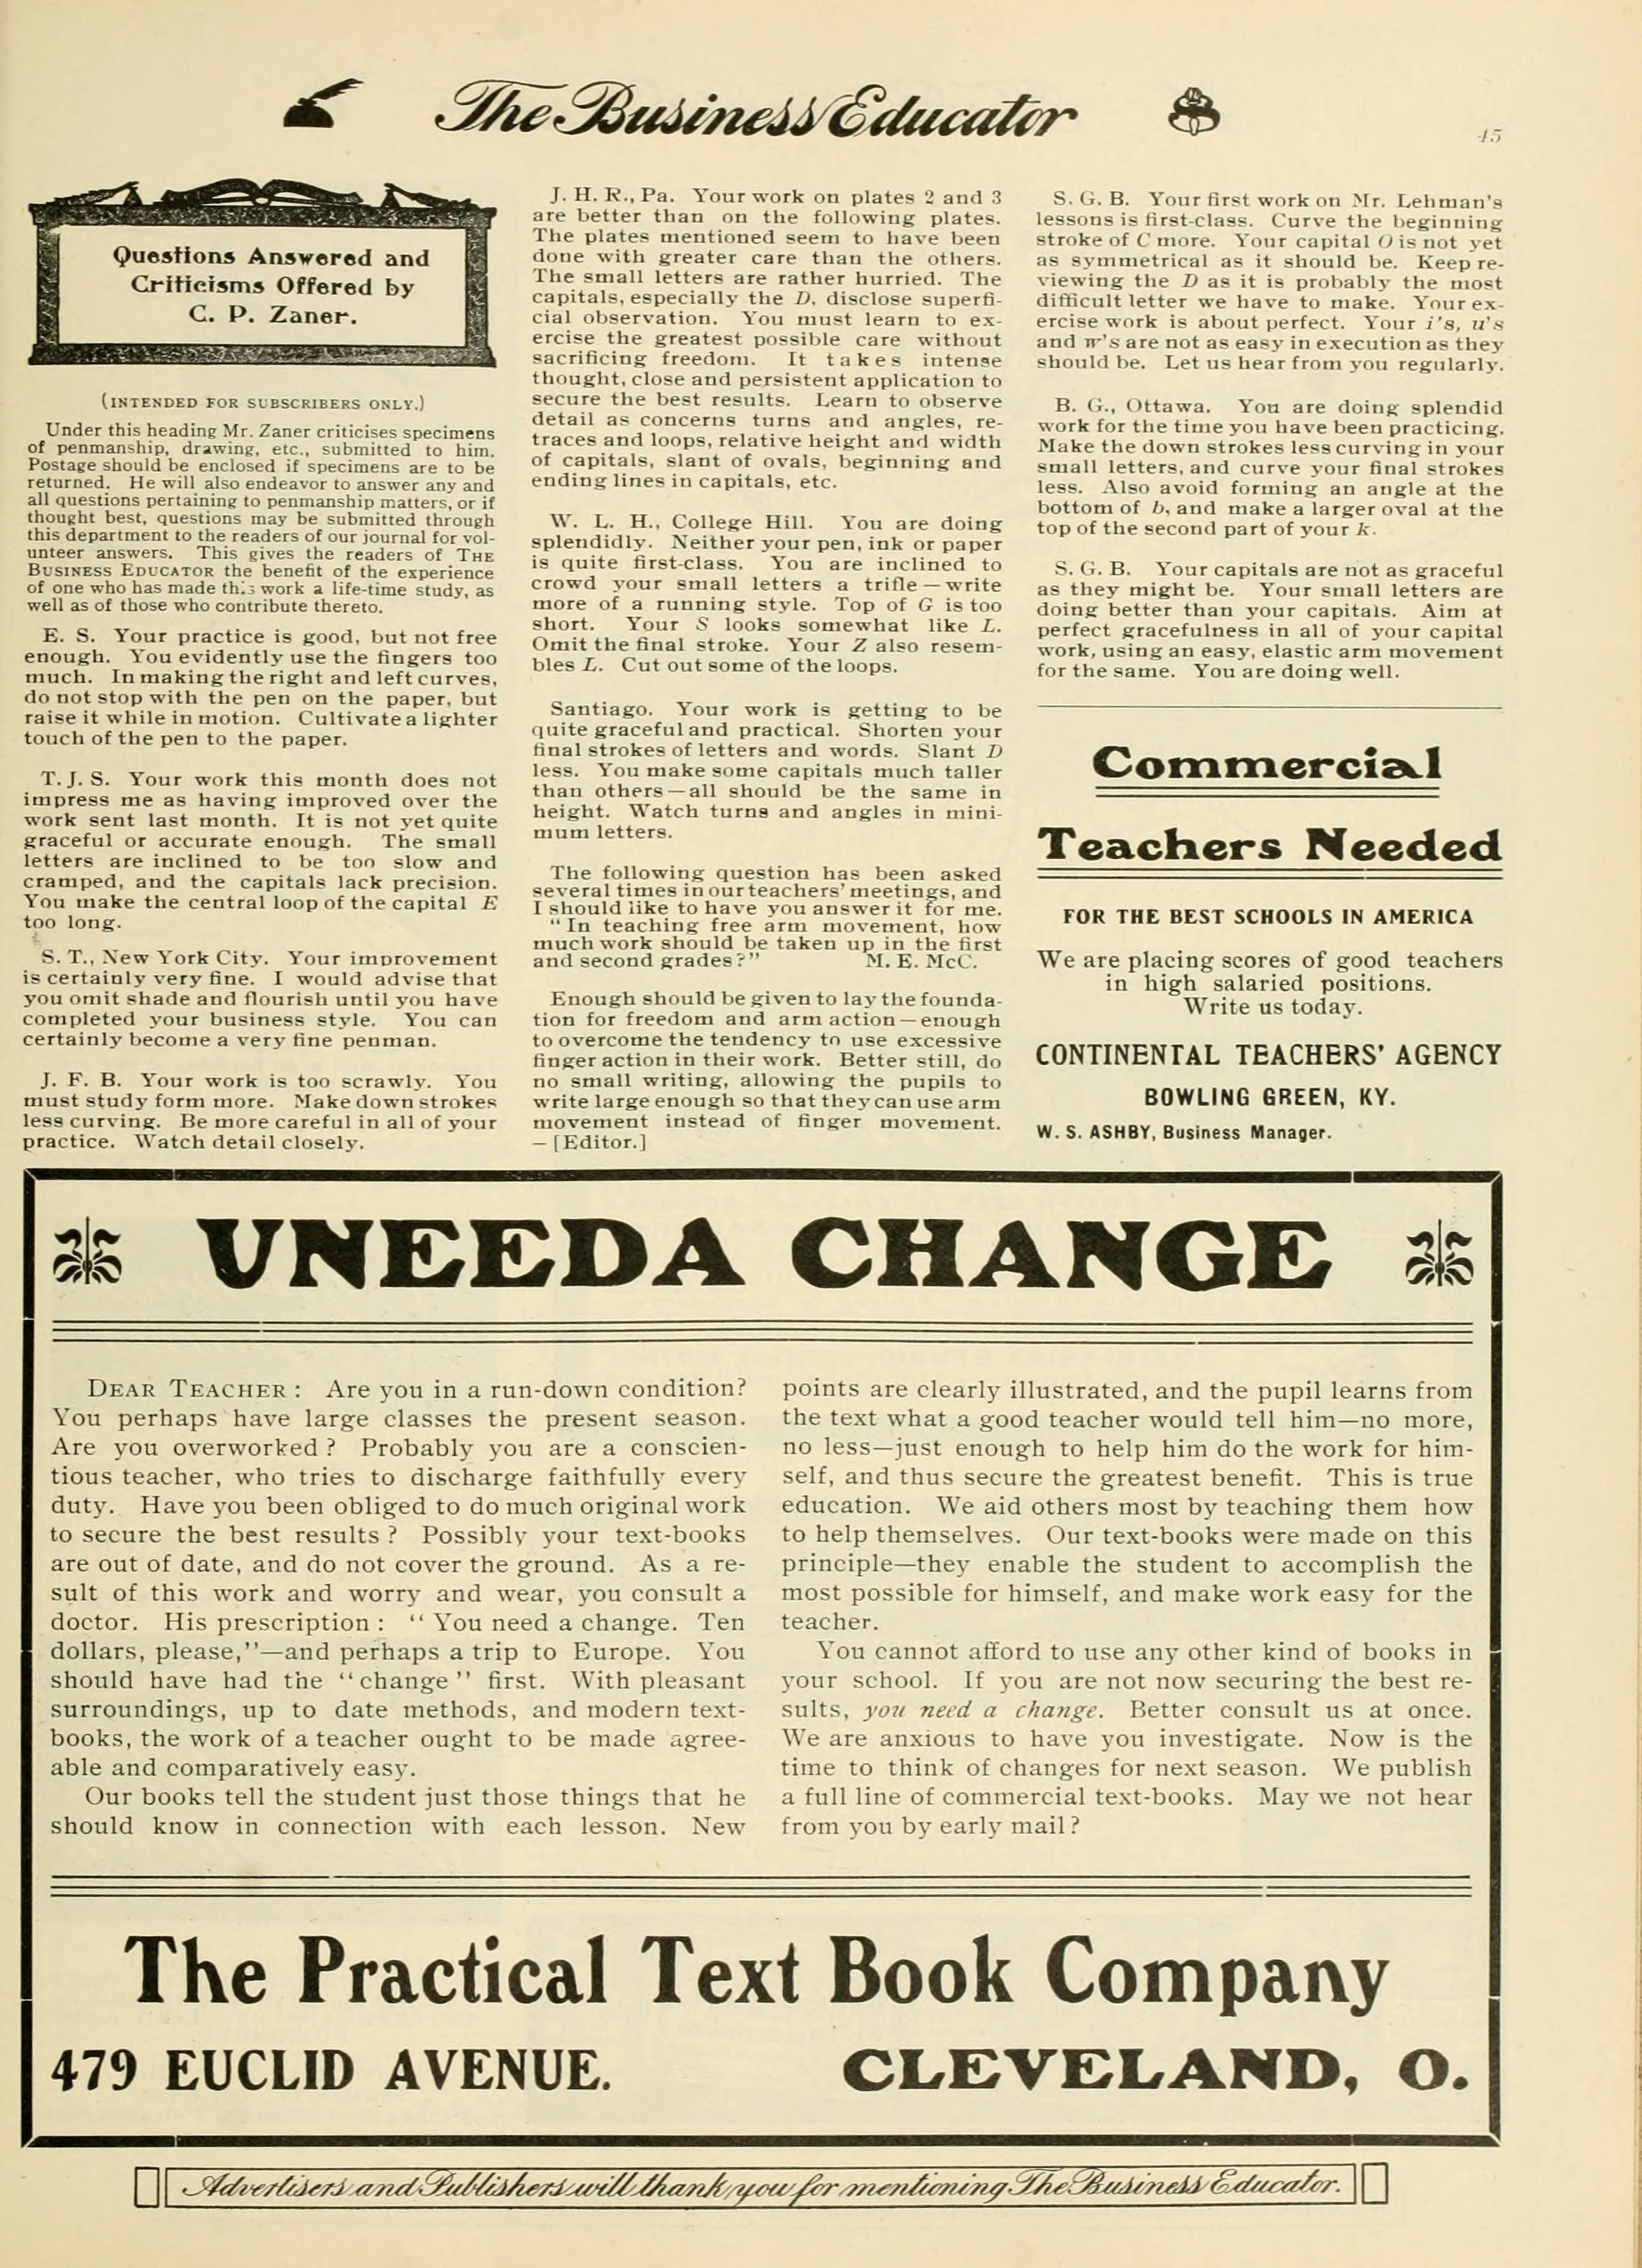 The Business Educator
45
Questions Answered and
Criticisms Offered by
C. P. Zaner.
(INTENDED FOR SUBSCRIBERS ONLY.)
Under this heading Mr. Zaner criticises specimens
of penmanship, drawing, etc., submitted to him.
Postage should be enclosed if specimens are to be
returned. He will also endeavor to answer any and
all questions pertaining to penmanship matters, or if
thought best, questions may be submitted through
this department to the readers of our journal for vol-
unteer answers. This gives the readers of THE
BUSINESS EDUCATOR the benefit of the experience
of one who has made this work a life-time study, as
well as of those who contribute thereto.
E. S. Your practice is good, but not free
enough. You evidently use the fingers too
much. In making the right and left curves,
do not stop with the pen on the paper, but
raise it while in motion. Cultivate a lighter
touch of the pen to the paper.
T. J. S. Your work this month does not
impress me as having improved over the
work sent last month. It is not yet quite
graceful or accurate enough. The small
letters are inclined to be too slow and
cramped, and the capitals lack precision.
You make the central loop of the capital E
too long.
S. T., New York City. Your improvement
is certainly very fine. I would advise that
you omit shade and flourish until you have
completed your business style. You can
certainly become a very fine penman.
J. F. B. Your work is too scrawly. You
must study form more. Make down strokes
less curving. Be more careful in all of your
practice. Watch detail closely.
J. H. R., Pa. Your work on plates 2 and 3
are better than on the following plates.
The plates mentioned seem to have been
done with greater care than the others.
The small letters are rather hurried. The
capitals, especially the D, disclose superfi-
cial observation. You must learn to ex-
ercise the greatest possible care without
sacrificing freedom. It takes intense
thought, close and persistent application to
secure the best results. Learn to observe
detail as concerns turns and angles, re-
traces and loops, relative height and width
of capitals, slant of ovals, beginning and
ending lines in capitals, etc.
W. L. H., College Hill. You are doing
splendidly. Neither your pen, ink or paper
is quite first-class. You are inclined to
crowd your small letters a trifle—write
more of a running style. Top of G is too
short. Your S looks somewhat like L.
Omit the final stroke. Your Z also resem-
bles L. Cut out some of the loops.
Santiago. Your work is getting to be
quite graceful and practical. Shorten your
final strokes of letters and words. Slant D
less. You make some capitals much taller
than others—all should be the same in
height. Watch turns and angles in mini-
mum letters.
The following question has been asked
several times in our teachers' meetings, and
I should like to have you answer it for me.
"In teaching free arm movement, how
much work should be taken up in the first
and second grades?" M. E. McC.
Enough should be given to lay the founda-
tion for freedom and arm action—enough
to overcome the tendency to use excessive
finger action in their work. Better still, do
no small writing, allowing the pupils to
write large enough so that they can use arm
movement instead of finger movement.
—[Editor.]
S. G. B. Your first work on Mr. Lehman's
lessons is first-class. Curve the beginning
stroke of C more. Your capital O is not yet
as symmetrical as it should be. Keep re-
viewing the D as it is probably the most
difficult letter we have to make. Your ex-
ercise work is about perfect. Your i's, u's
and w's are not as easy in execution as they
should be. Let us hear from you regularly.
B. G., Ottawa. You are doing splendid
work for the time you have been practicing.
Make the down strokes less curving in your
small letters, and curve your final strokes
less. Also avoid forming an angle at the
bottom of b, and make a larger oval at the
top of the second part of your k.
S. G. B. Your capitals are not as graceful
as they might be. Your small letters are
doing better than your capitals. Aim at
perfect gracefulness in all of your capital
work, using an easy, elastic arm movement
for the same. You are doing well.
Commercial
Teachers Needed
FOR THE BEST SCHOOLS IN AMERICA
We are placing scores of good teachers
in high salaried positions.
Write us today.
CONTINENTAL TEACHERS' AGENCY
BOWLING GREEN, KY.
W. S. ASHBY, Business Manager.
UNEEDA CHANGE
DEAR TEACHER: Are you in a run-down condition?
You perhaps have large classes the present season.
Are you overworked? Probably you are a conscien-
tious teacher, who tries to discharge faithfully every
duty. Have you been obliged to do much original work
to secure the best results? Possibly your text-books
are out of date, and do not cover the ground. As a re-
sult of this work and worry and wear, you consult a
doctor. His prescription: "You need a change. Ten
dollars, please,"—and perhaps a trip to Europe. You
should have had the "change" first. With pleasant
surroundings, up to date methods, and modern text-
books, the work of a teacher ought to be made agree-
able and comparatively easy.
Our books tell the student just those things that he
should know in connection with each lesson. New
points are clearly illustrated, and the pupil learns from
the text what a good teacher would tell him—no more,
no less—just enough to help him do the work for him-
self, and thus secure the greatest benefit. This is true
education. We aid others most by teaching them how
to help themselves. Our text-books were made on this
principle—they enable the student to accomplish the
most possible for himself, and make work easy for the
teacher.
You cannot afford to use any other kind of books in
your school. If you are not now securing the best re-
sults, you need a change. Better consult us at once.
We are anxious to have you investigate. Now is the
time to think of changes for next season. We publish
a full line of commercial text-books. May we not hear
from you by early mail?
The Practical Text Book Company
479 EUCLID AVENUE. CLEVELAND, O.
Advertisers and Publishers will thank you for mentioning The Business Educator.